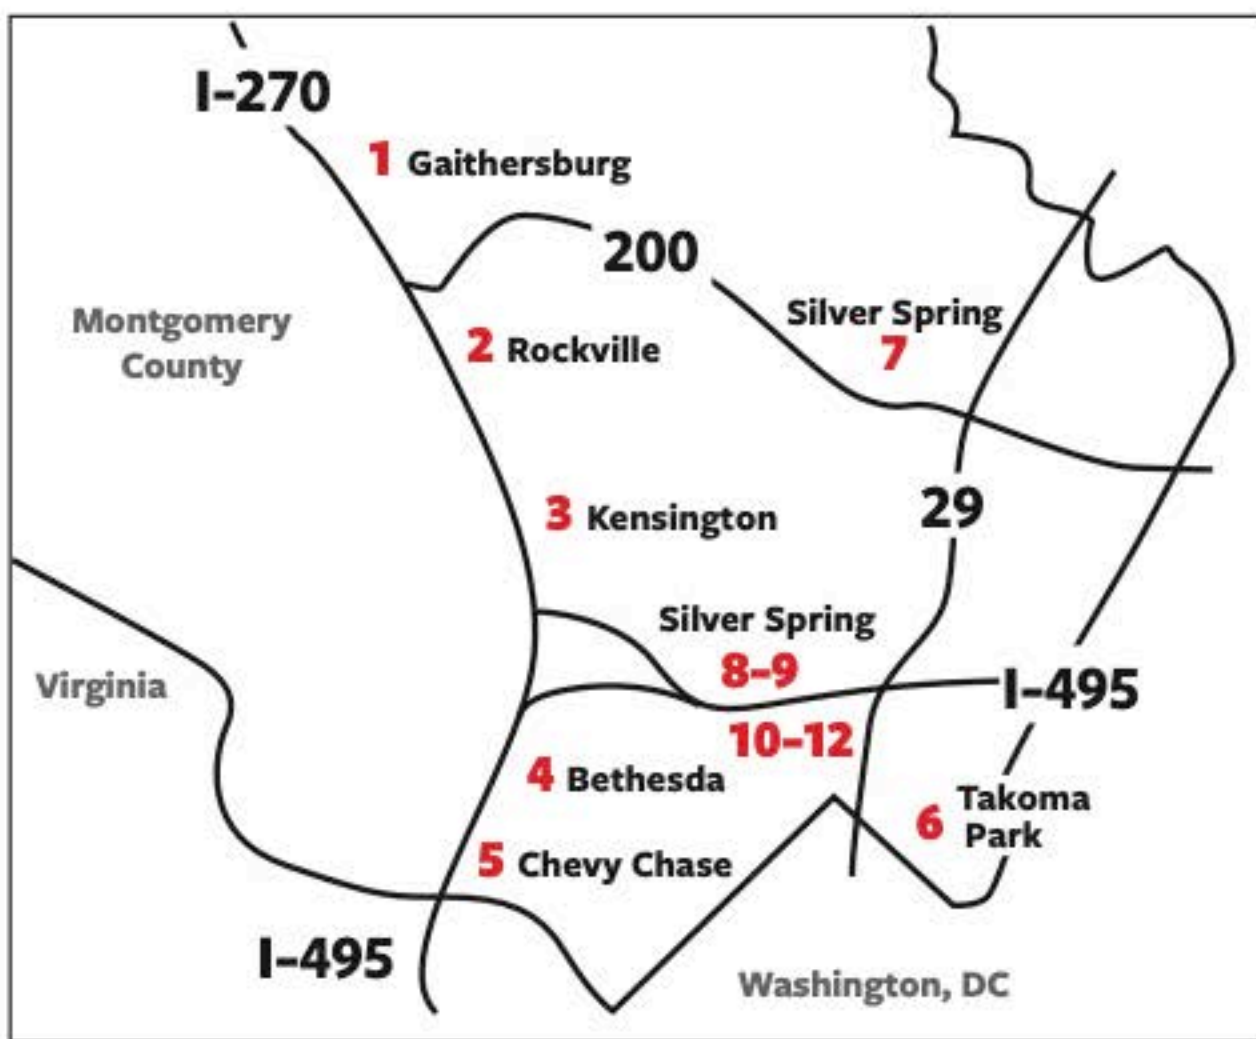 I-270
1 Gaithersburg
200
Montgomery
County
Silver Spring
7
2 Rockville
29
3 Kensington
Silver Spring
8-9
Virginia
I-495
10-12
4 Bethesda
6 Takoma
Park
5 Chevy Chase
I-495
Washington, DC